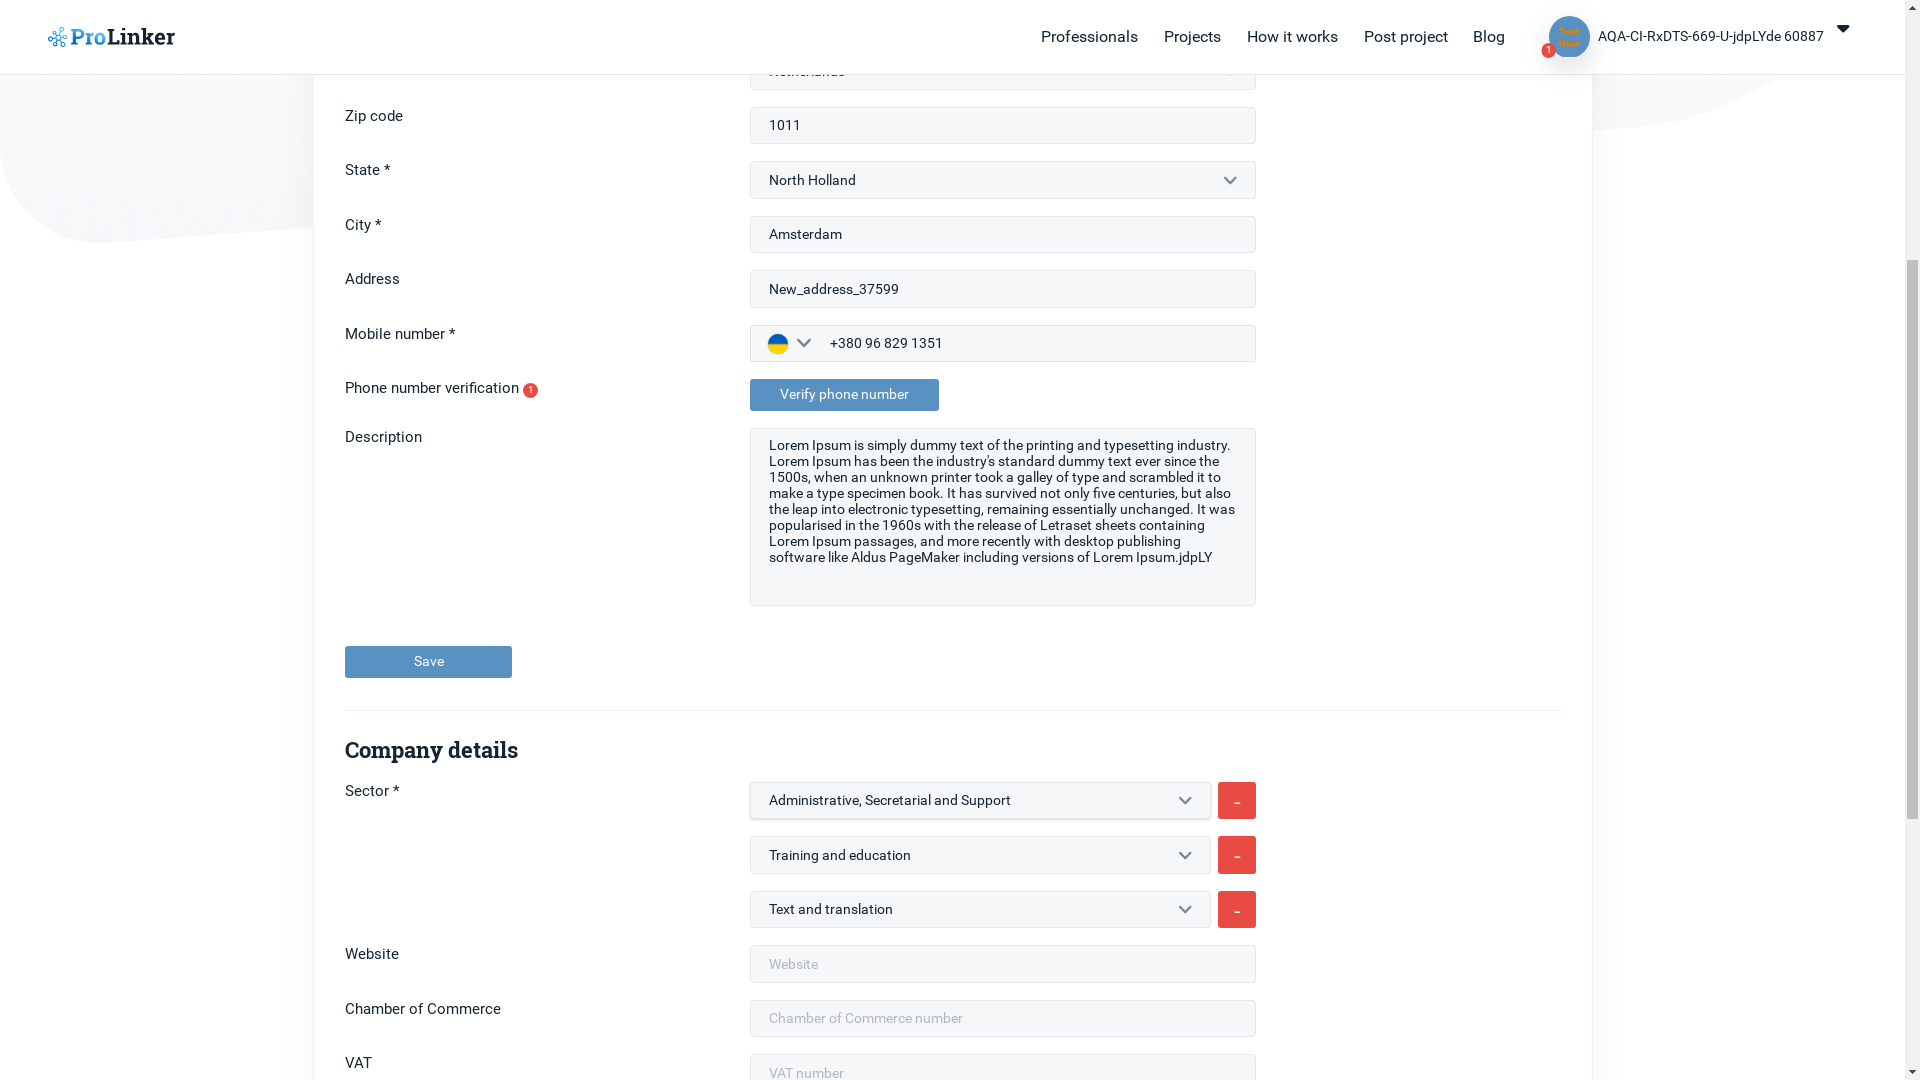 ProLinker
Professionals
Projects
How it works
Post project
Blog
Test
User
1
AQA-CI-RxDTS-669-U-jdpLYde 60887
Zip code
1011
State *
North Holland
City *
Amsterdam
Address
New_address_37599
Mobile number *
+380 96 829 1351
Phone number verification 1
Verify phone number
Description
Lorem Ipsum is simply dummy text of the printing and typesetting industry.
Lorem Ipsum has been the industry's standard dummy text ever since the
1500s, when an unknown printer took a galley of type and scrambled it to
make a type specimen book. It has survived not only five centuries, but also
the leap into electronic typesetting, remaining essentially unchanged. It was
popularised in the 1960s with the release of Letraset sheets containing
Lorem Ipsum passages, and more recently with desktop publishing
software like Aldus PageMaker including versions of Lorem Ipsum.jdpLY
Save
Company details
Sector *
Administrative, Secretarial and Support
-
Training and education
-
Text and translation
-
Website
Website
Chamber of Commerce
Chamber of Commerce number
VAT
VAT number